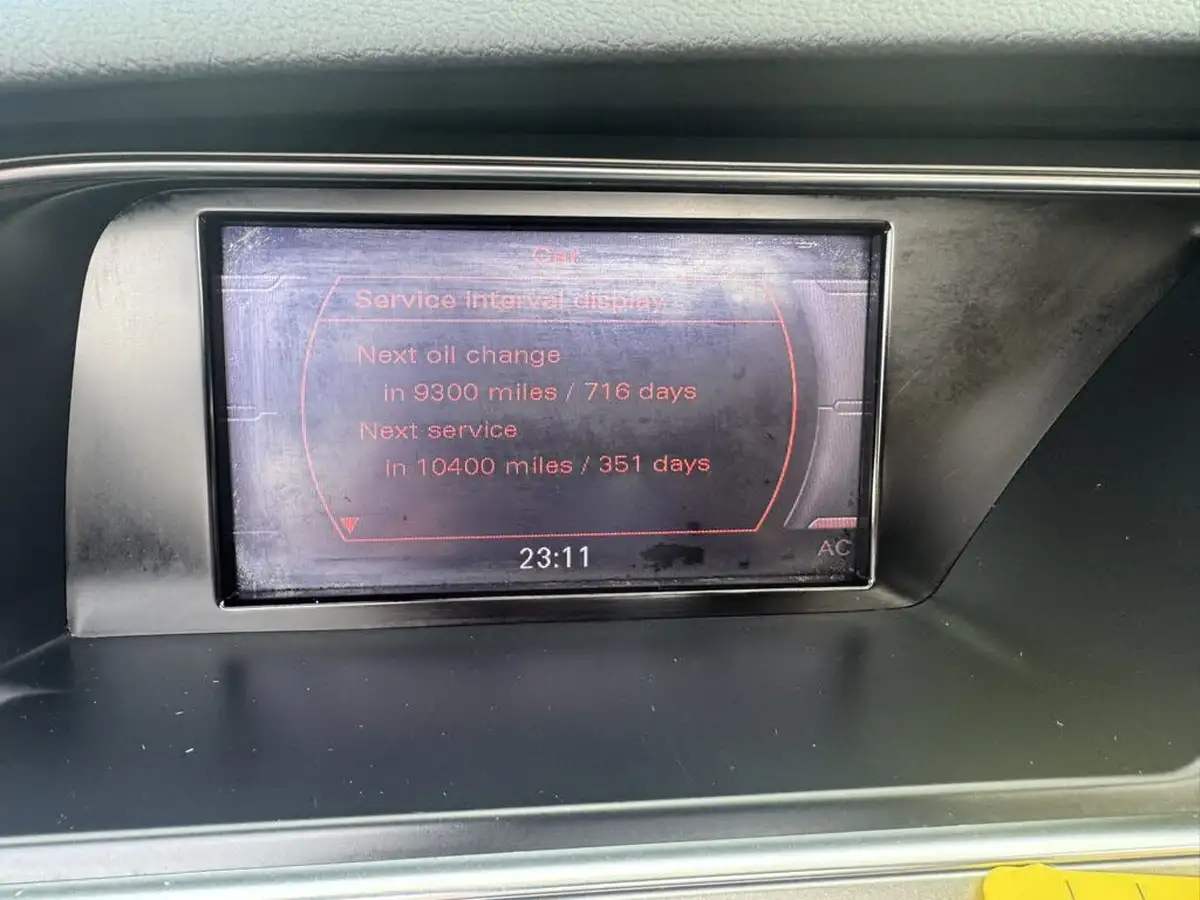 Car
Service interval display
Next oil change
in 9300 miles / 716 days
Next service
in 10400 miles / 351 days
23:11
AC